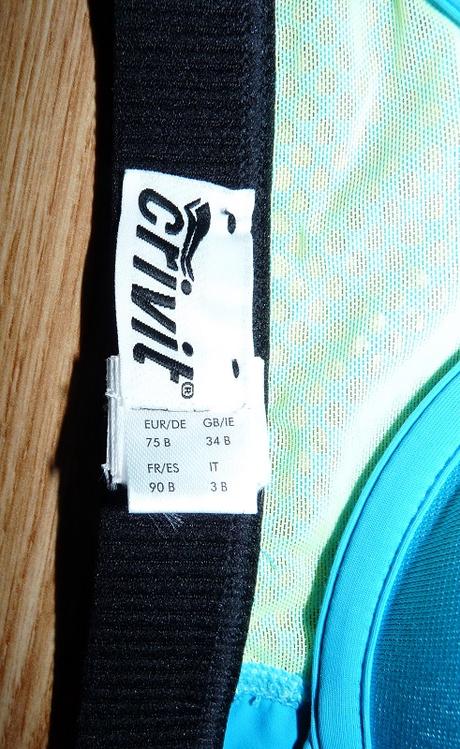 crivit®
EUR/DE GB/IE
75 B 34 B
FR/ES IT
90 B 3 B